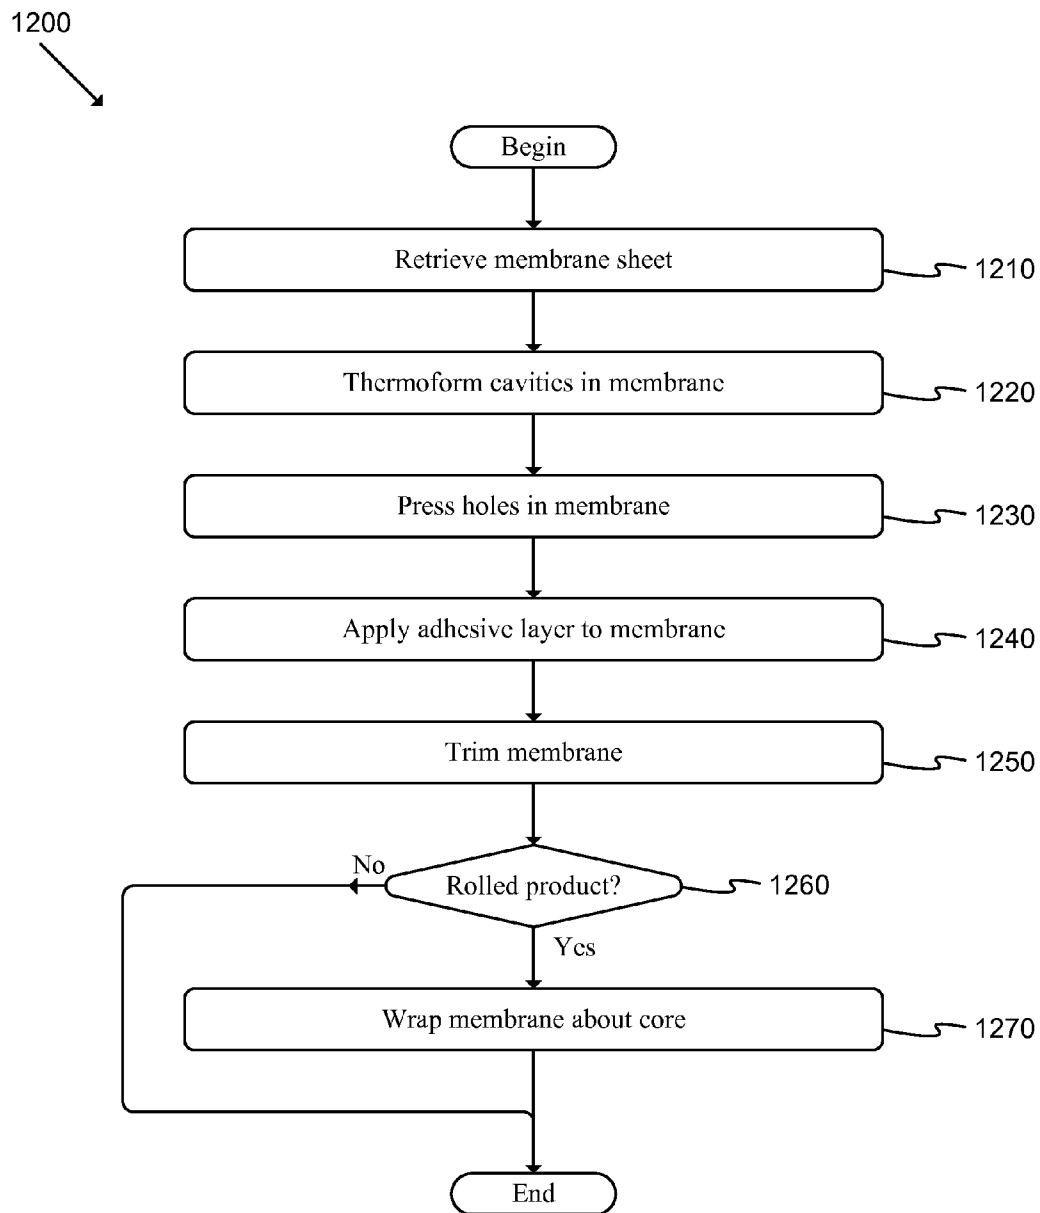 1200
Begin
Retrieve membrane sheet
1210
Thermoform cavities in membrane
1220
Press holes in membrane
1230
Apply adhesive layer to membrane
1240
Trim membrane
1250
No
Rolled product?
1260
Yes
Wrap membrane about core
1270
End